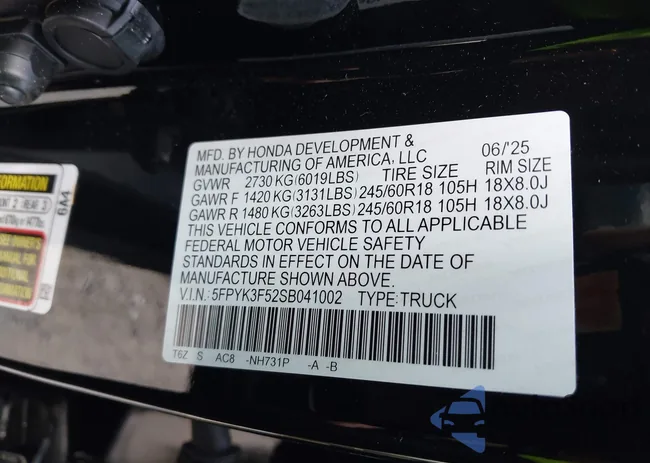 MFD. BY HONDA DEVELOPMENT & 06/'25
MANUFACTURING OF AMERICA, LLC
GVWR 2730 KG(6019LBS) TIRE SIZE RIM SIZE
GAWR F 1420 KG(3131LBS) 245/60R18 105H 18X8.0J
GAWR R 1480 KG(3263LBS) 245/60R18 105H 18X8.0J
THIS VEHICLE CONFORMS TO ALL APPLICABLE
FEDERAL MOTOR VEHICLE SAFETY
STANDARDS IN EFFECT ON THE DATE OF
MANUFACTURE SHOWN ABOVE.
V.I.N.: 5FPYK3F52SB041002 TYPE:TRUCK
T6Z S AC8 -NH731P -A -B
6A4